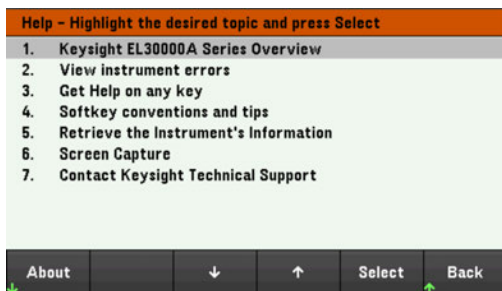 Help - Highlight the desired topic and press Select
1. Keysight EL30000A Series Overview
2. View instrument errors
3. Get Help on any key
4. Softkey conventions and tips
5. Retrieve the Instrument's Information
6. Screen Capture
7. Contact Keysight Technical Support
About ↓ ↑ Select Back